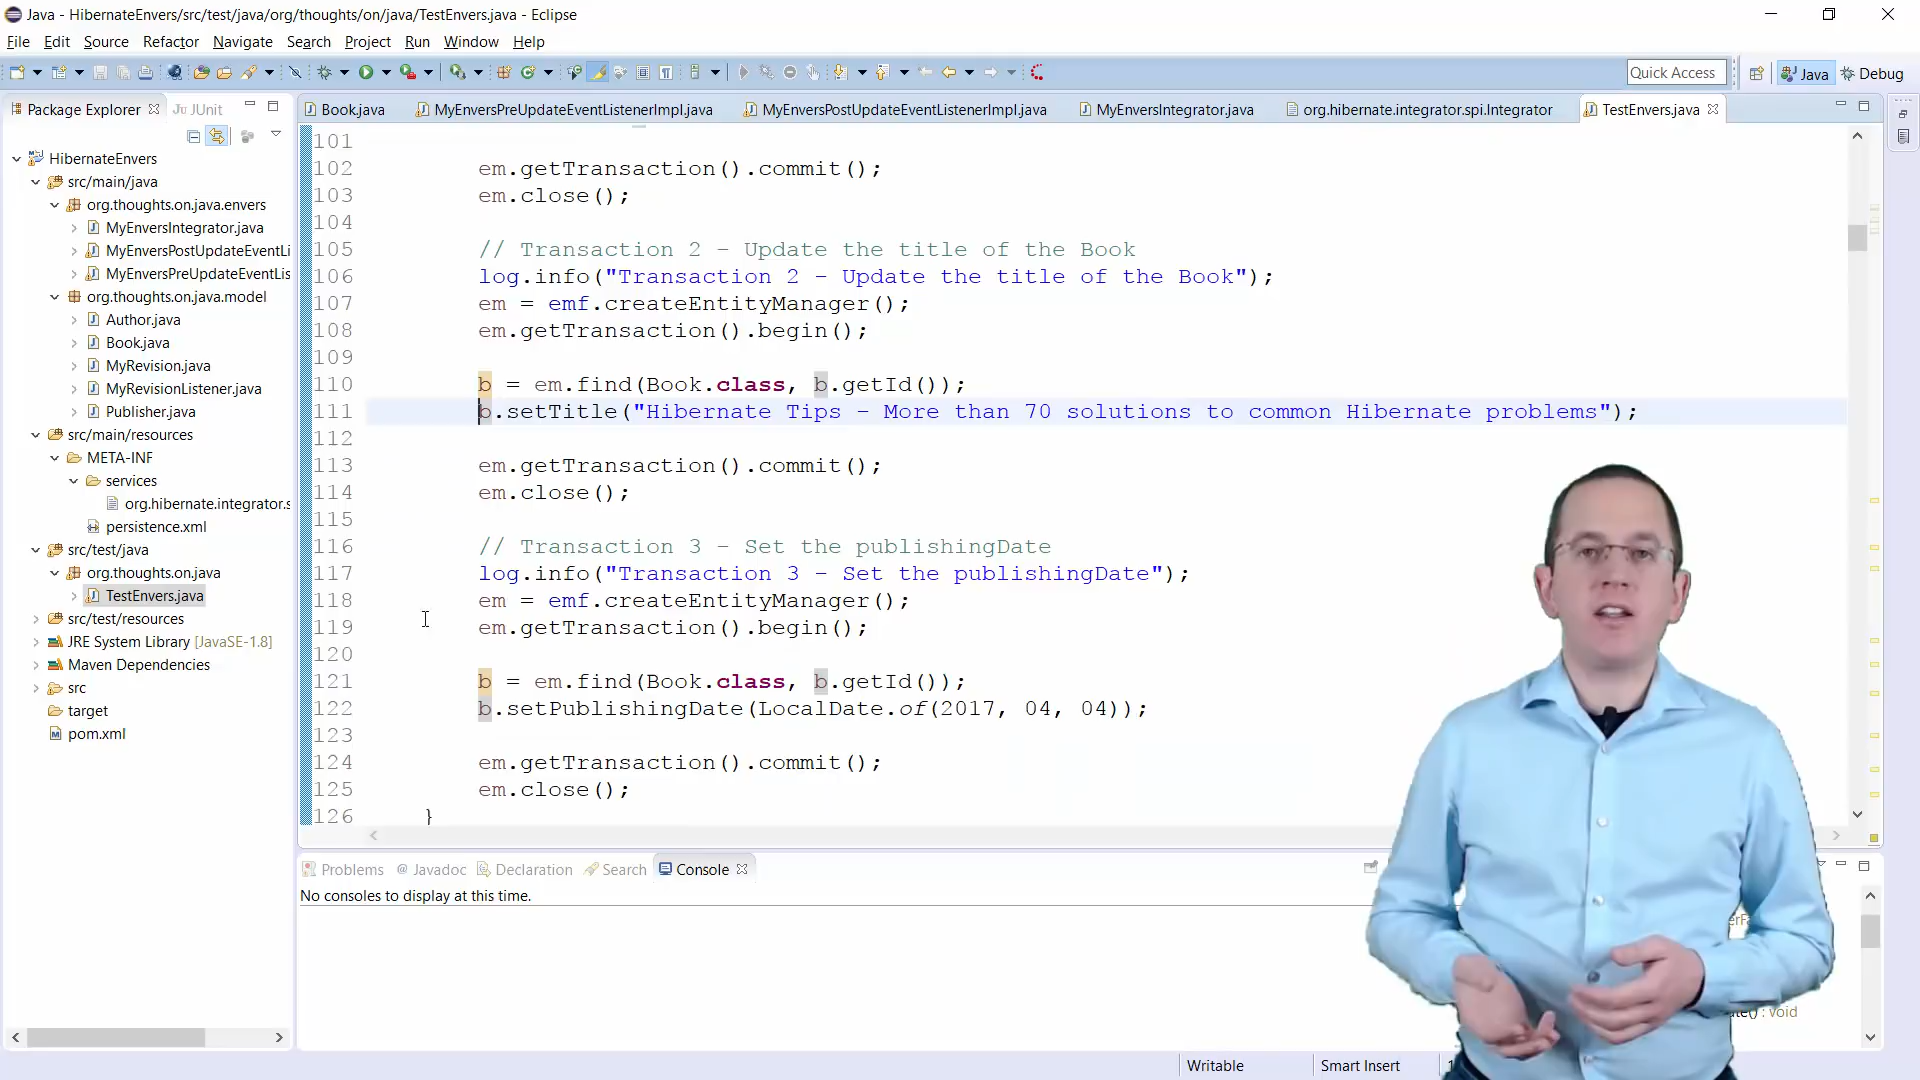 Java - HibernateEnvers/src/test/java/org/thoughts/on/java/TestEnvers.java - Eclipse
File Edit Source Refactor Navigate Search Project Run Window Help
Quick Access Java Debug
Package Explorer JUnit
Book.java MyEnversPreUpdateEventListenerImpl.java MyEnversPostUpdateEventListenerImpl.java MyEnversIntegrator.java org.hibernate.integrator.spi.Integrator TestEnvers.java
HibernateEnvers
src/main/java
org.thoughts.on.java.envers
MyEnversIntegrator.java
MyEnversPostUpdateEventLi
MyEnversPreUpdateEventLis
org.thoughts.on.java.model
Author.java
Book.java
MyRevision.java
MyRevisionListener.java
Publisher.java
src/main/resources
META-INF
services
org.hibernate.integrator.s
persistence.xml
src/test/java
org.thoughts.on.java
TestEnvers.java
src/test/resources
JRE System Library [JavaSE-1.8]
Maven Dependencies
src
target
pom.xml
101
102 em.getTransaction().commit();
103 em.close();
104
105 // Transaction 2 - Update the title of the Book
106 log.info("Transaction 2 - Update the title of the Book");
107 em = emf.createEntityManager();
108 em.getTransaction().begin();
109
110 b = em.find(Book.class, b.getId());
111 b.setTitle("Hibernate Tips - More than 70 solutions to common Hibernate problems");
112
113 em.getTransaction().commit();
114 em.close();
115
116 // Transaction 3 - Set the publishingDate
117 log.info("Transaction 3 - Set the publishingDate");
118 em = emf.createEntityManager();
119 em.getTransaction().begin();
120
121 b = em.find(Book.class, b.getId());
122 b.setPublishingDate(LocalDate.of(2017, 04, 04));
123
124 em.getTransaction().commit();
125 em.close();
126 }
Problems @ Javadoc Declaration Search Console
No consoles to display at this time.
() : void
Writable Smart Insert